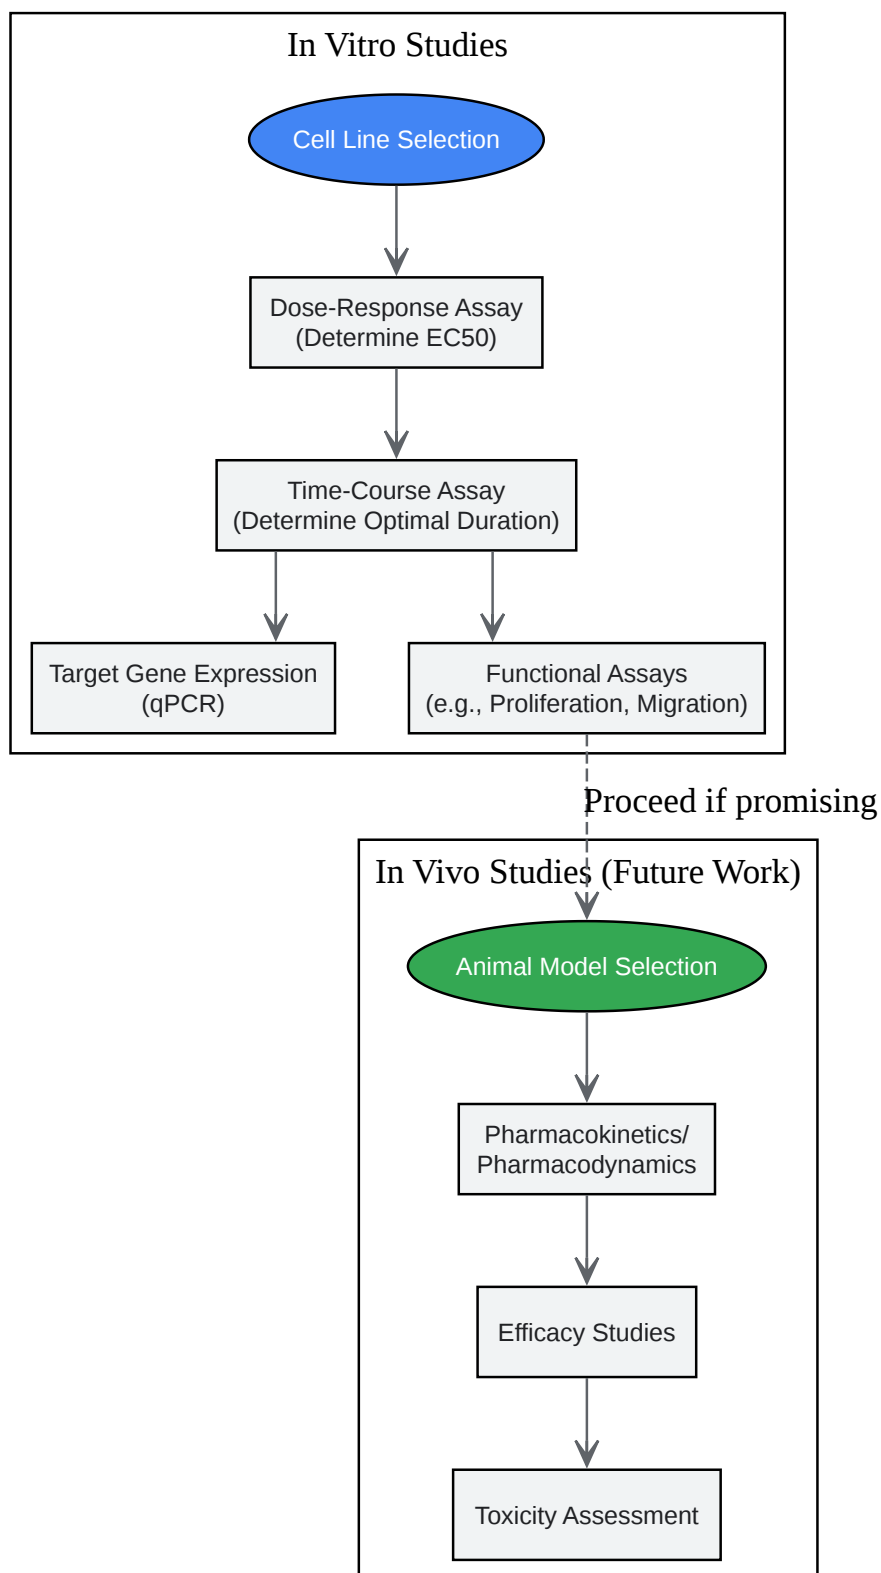 In Vitro Studies
Cell Line Selection
Dose-Response Assay
(Determine EC50)
Time-Course Assay
(Determine Optimal Duration)
Target Gene Expression
(qPCR)
Functional Assays
(e.g., Proliferation, Migration)
Proceed if promising
In Vivo Studies (Future Work)
Animal Model Selection
Pharmacokinetics/
Pharmacodynamics
Efficacy Studies
Toxicity Assessment